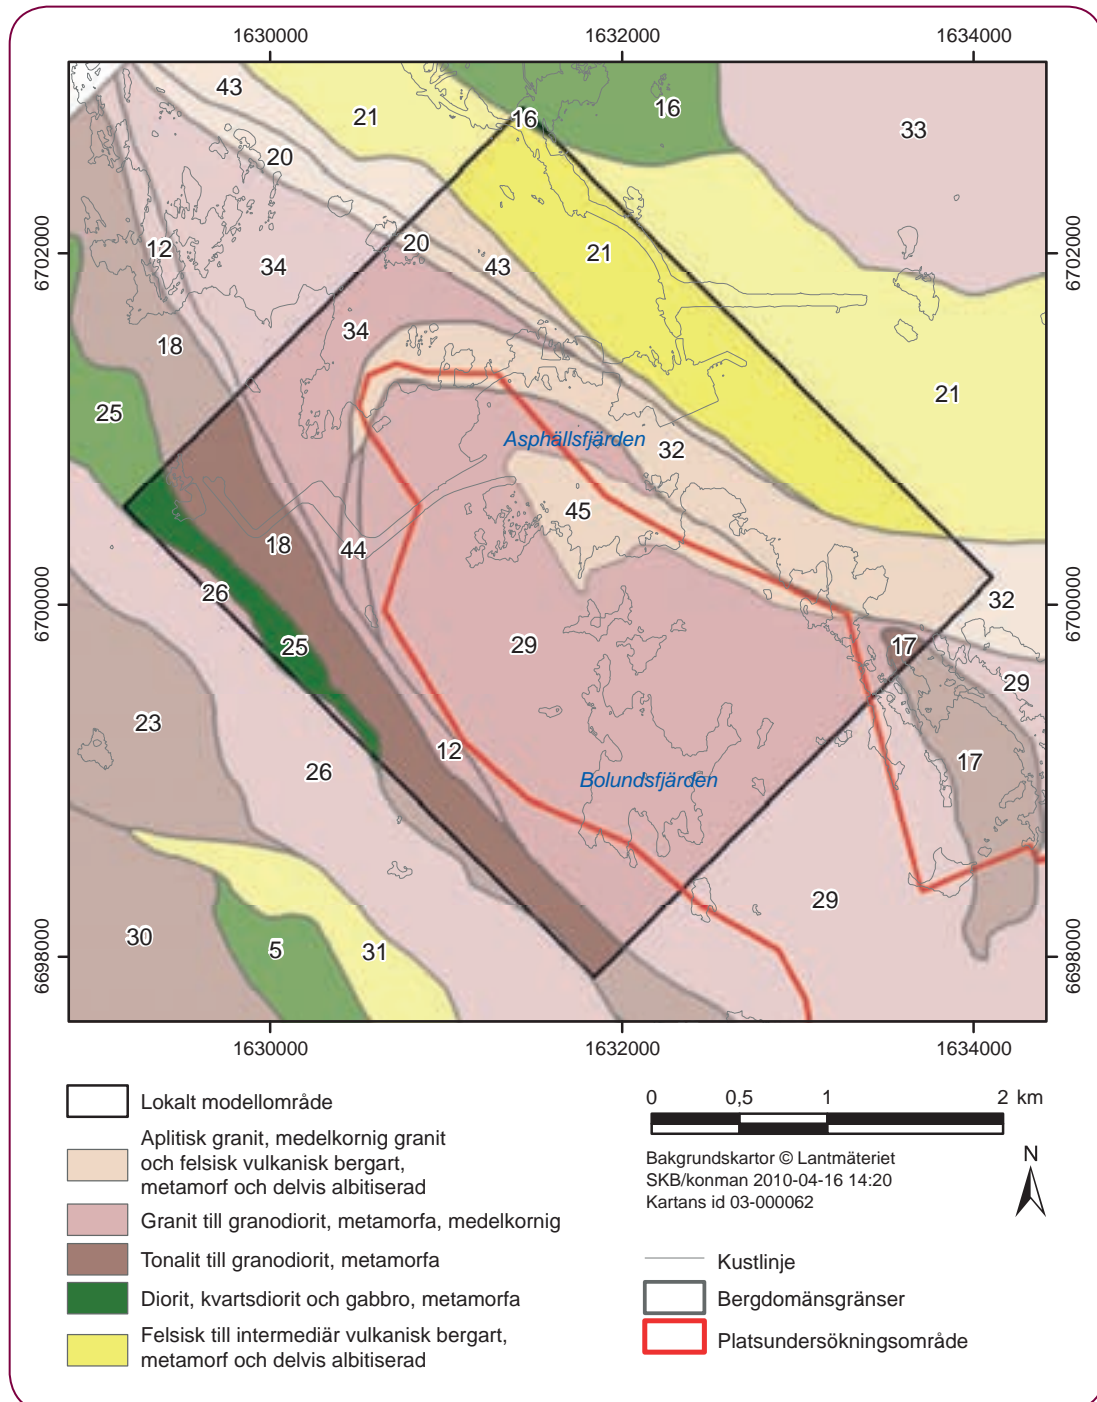 1630000 1632000 1634000
43
21
16
16
33
20
6702000
12
34
20
43
21
6702000
18
34
25
21
Asphällsfjärden
32
45
18
44
26
6700000
32
6700000
25
29
17
29
23
26
12
17
Bolundsfjärden
30
5
31
29
6698000
6698000
1630000 1632000 1634000
Lokalt modellområde
Aplitisk granit, medelkornig granit
och felsisk vulkanisk bergart,
metamorf och delvis albitiserad
Granit till granodiorit, metamorfa, medelkornig
Tonalit till granodiorit, metamorfa
Diorit, kvartsdiorit och gabbro, metamorfa
Felsisk till intermediär vulkanisk bergart,
metamorf och delvis albitiserad
0 0,5 1 2 km
Bakgrundskartor © Lantmäteriet
SKB/konman 2010-04-16 14:20
Kartans id 03-000062
N
Kustlinje
Bergdomänsgränser
Platsundersökningsområde